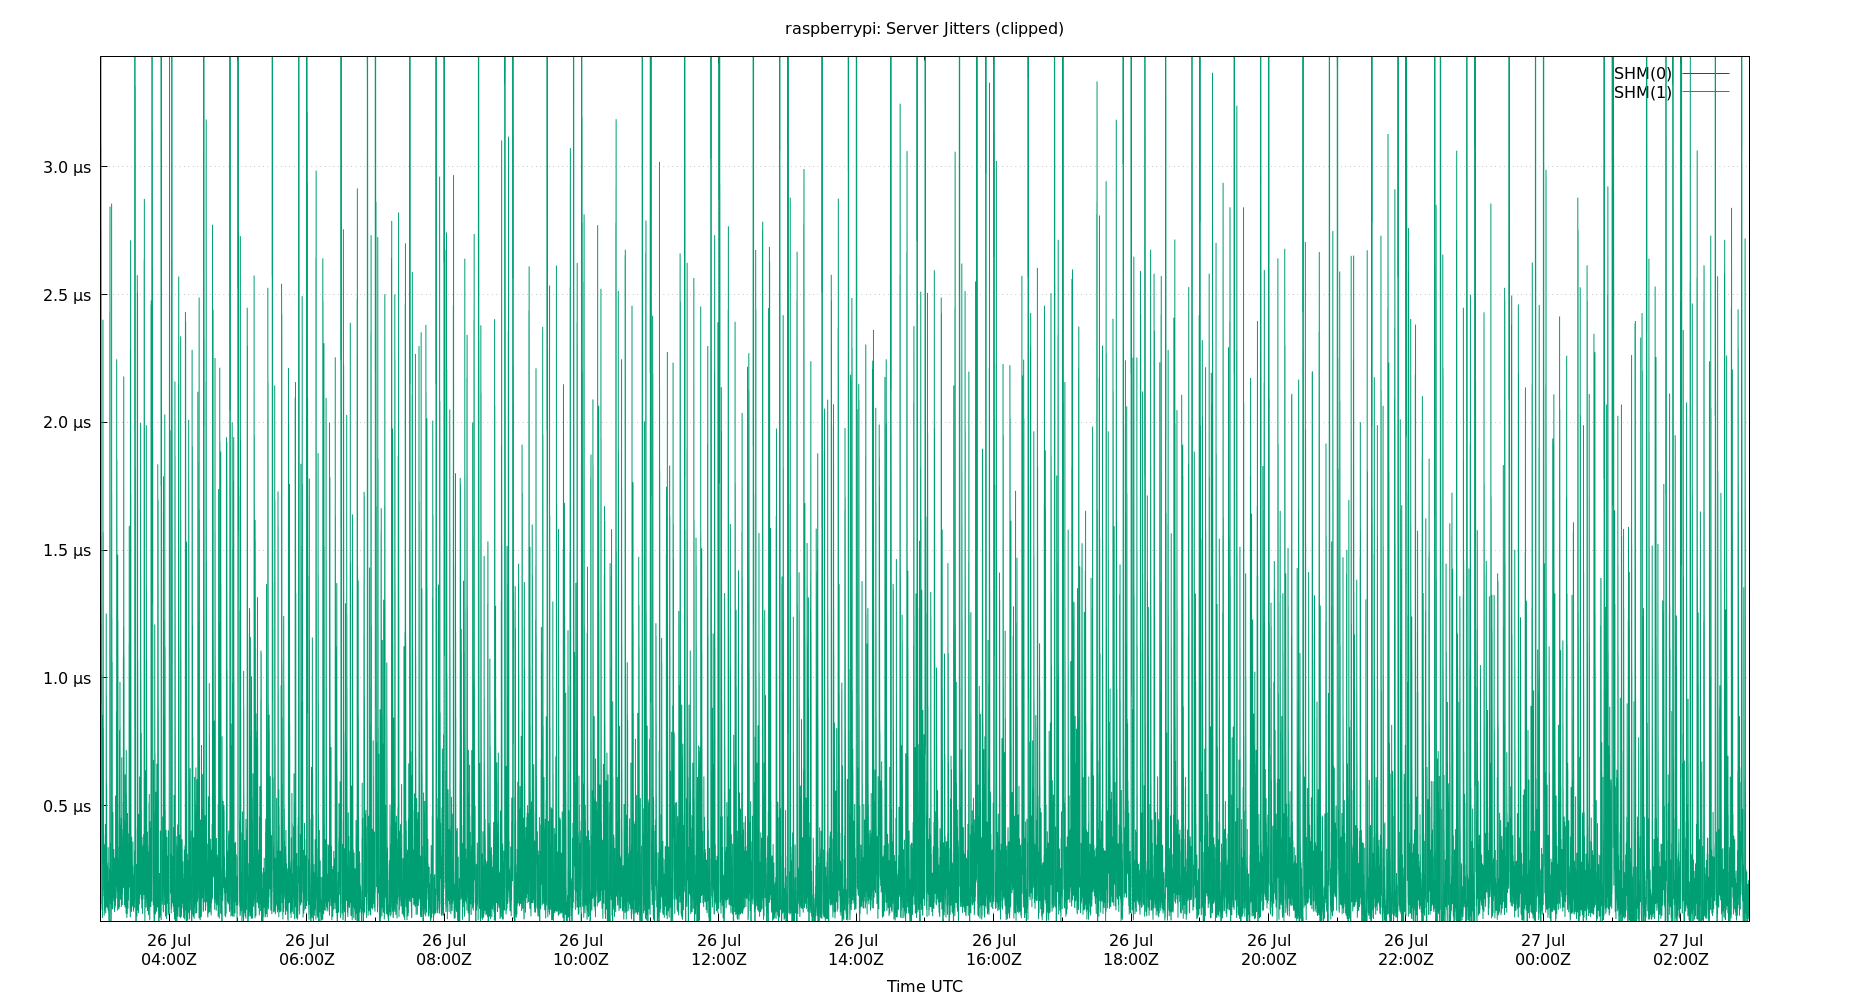 raspberrypi: Server Jitters (clipped)
SHM(0)
SHM(1)
3.0 µs
2.5 µs
2.0 µs
1.5 µs
1.0 µs
0.5 µs
26 Jul 26 Jul 26 Jul 26 Jul 26 Jul 26 Jul 26 Jul 26 Jul 26 Jul 26 Jul 27 Jul 27 Jul
04:00Z 06:00Z 08:00Z 10:00Z 12:00Z 14:00Z 16:00Z 18:00Z 20:00Z 22:00Z 00:00Z 02:00Z
Time UTC